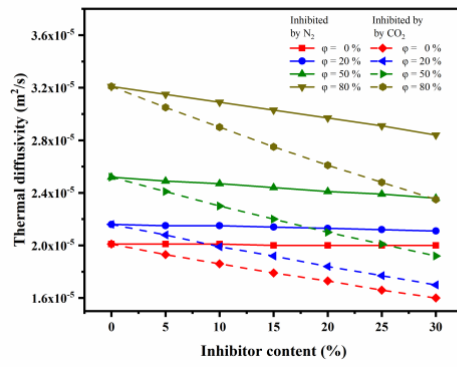 Inhibited Inhibited by
by N₂ by CO₂
φ = 0 % φ = 0 %
φ = 20 % φ = 20 %
φ = 50 % φ = 50 %
φ = 80 % φ = 80 %
Thermal diffusivity (m²/s)
3.6x10⁻⁵
3.2x10⁻⁵
2.8x10⁻⁵
2.4x10⁻⁵
2.0x10⁻⁵
1.6x10⁻⁵
0 5 10 15 20 25 30
Inhibitor content (%)